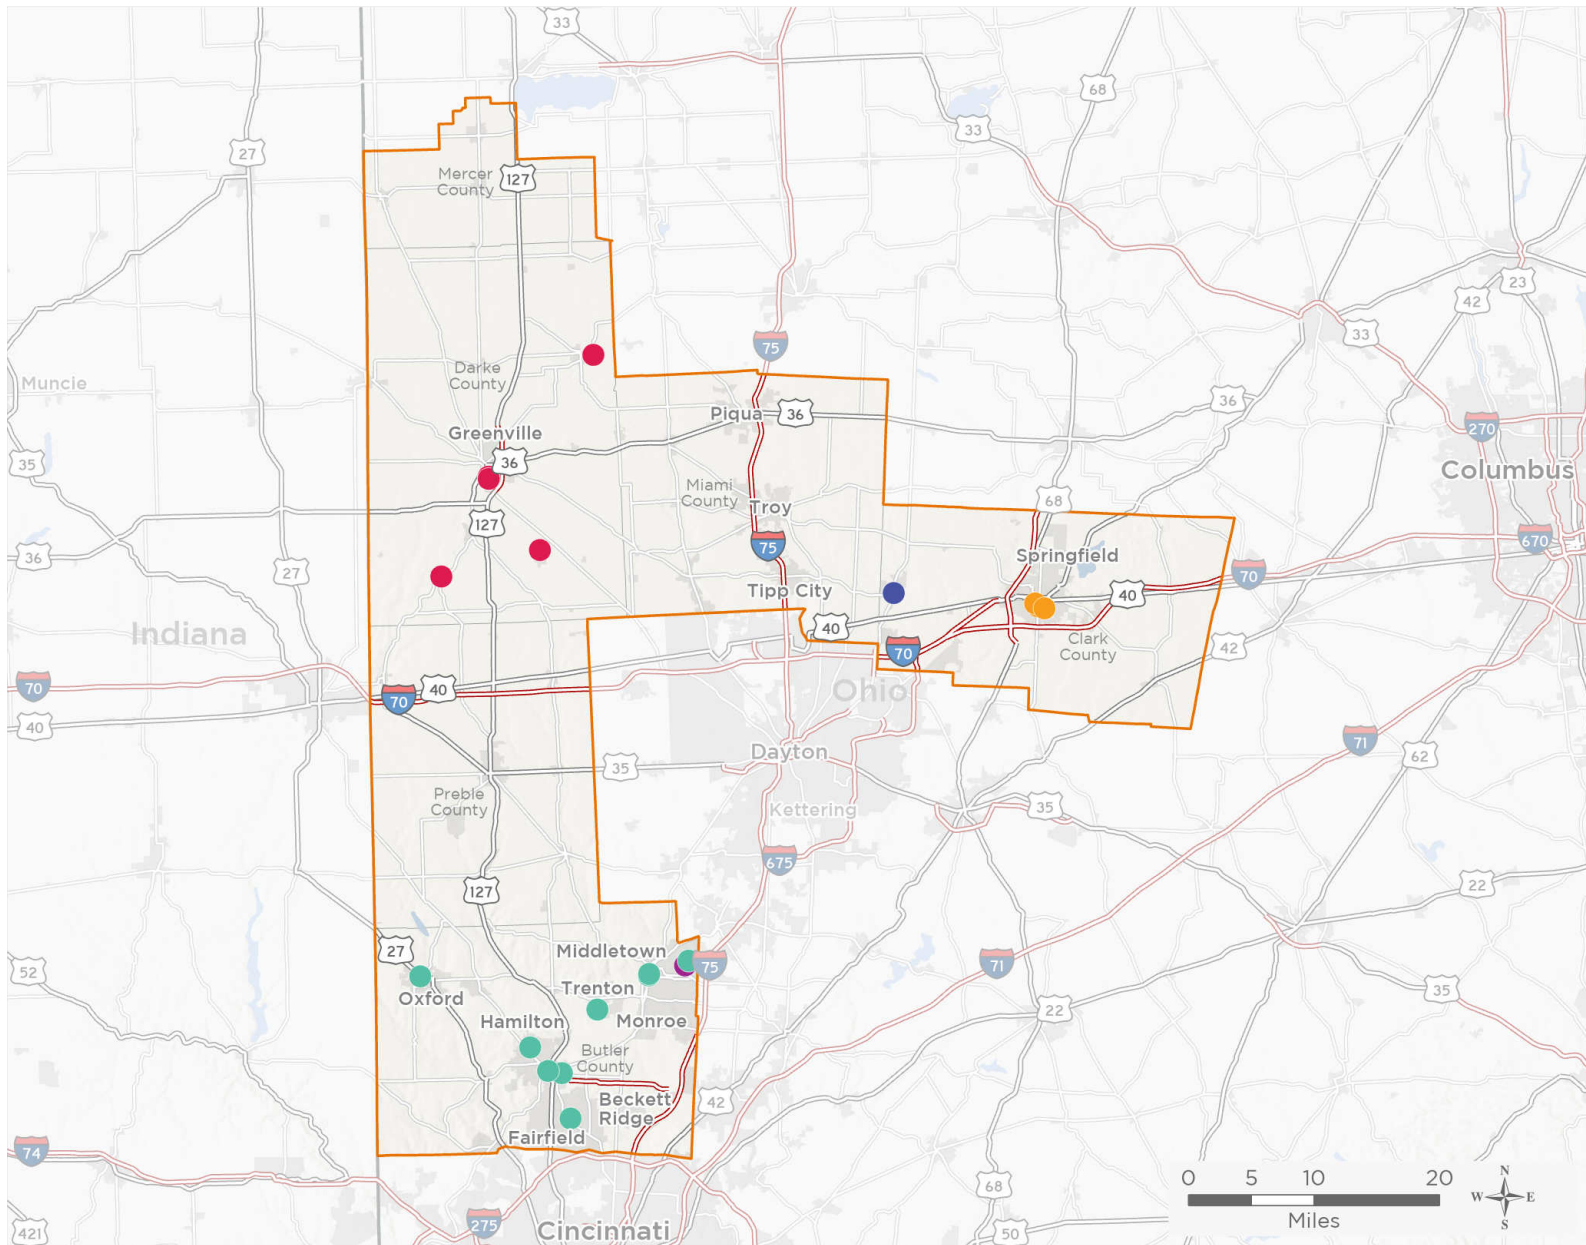 33
68
33
27
Mercer
County
127
23
42
75
33
Darke
County
Muncie
36
Piqua
36
270
Greenville
36
35
Columbus
Miami
County
68
Troy
127
75
670
36
Springfield
27
70
Tipp City
40
40
Indiana
Clark
County
42
70
70
40
Ohio
70
40
71
Dayton
62
35
Preble
County
Kettering
35
675
22
127
27
Middletown
75
71
52
Trenton
35
Oxford
22
Hamilton
Monroe
Butler
County
Beckett
Ridge
42
Fairfield
74
0
5
10
20
Miles
N
W
E
S
68
275
Cincinnati
421
50